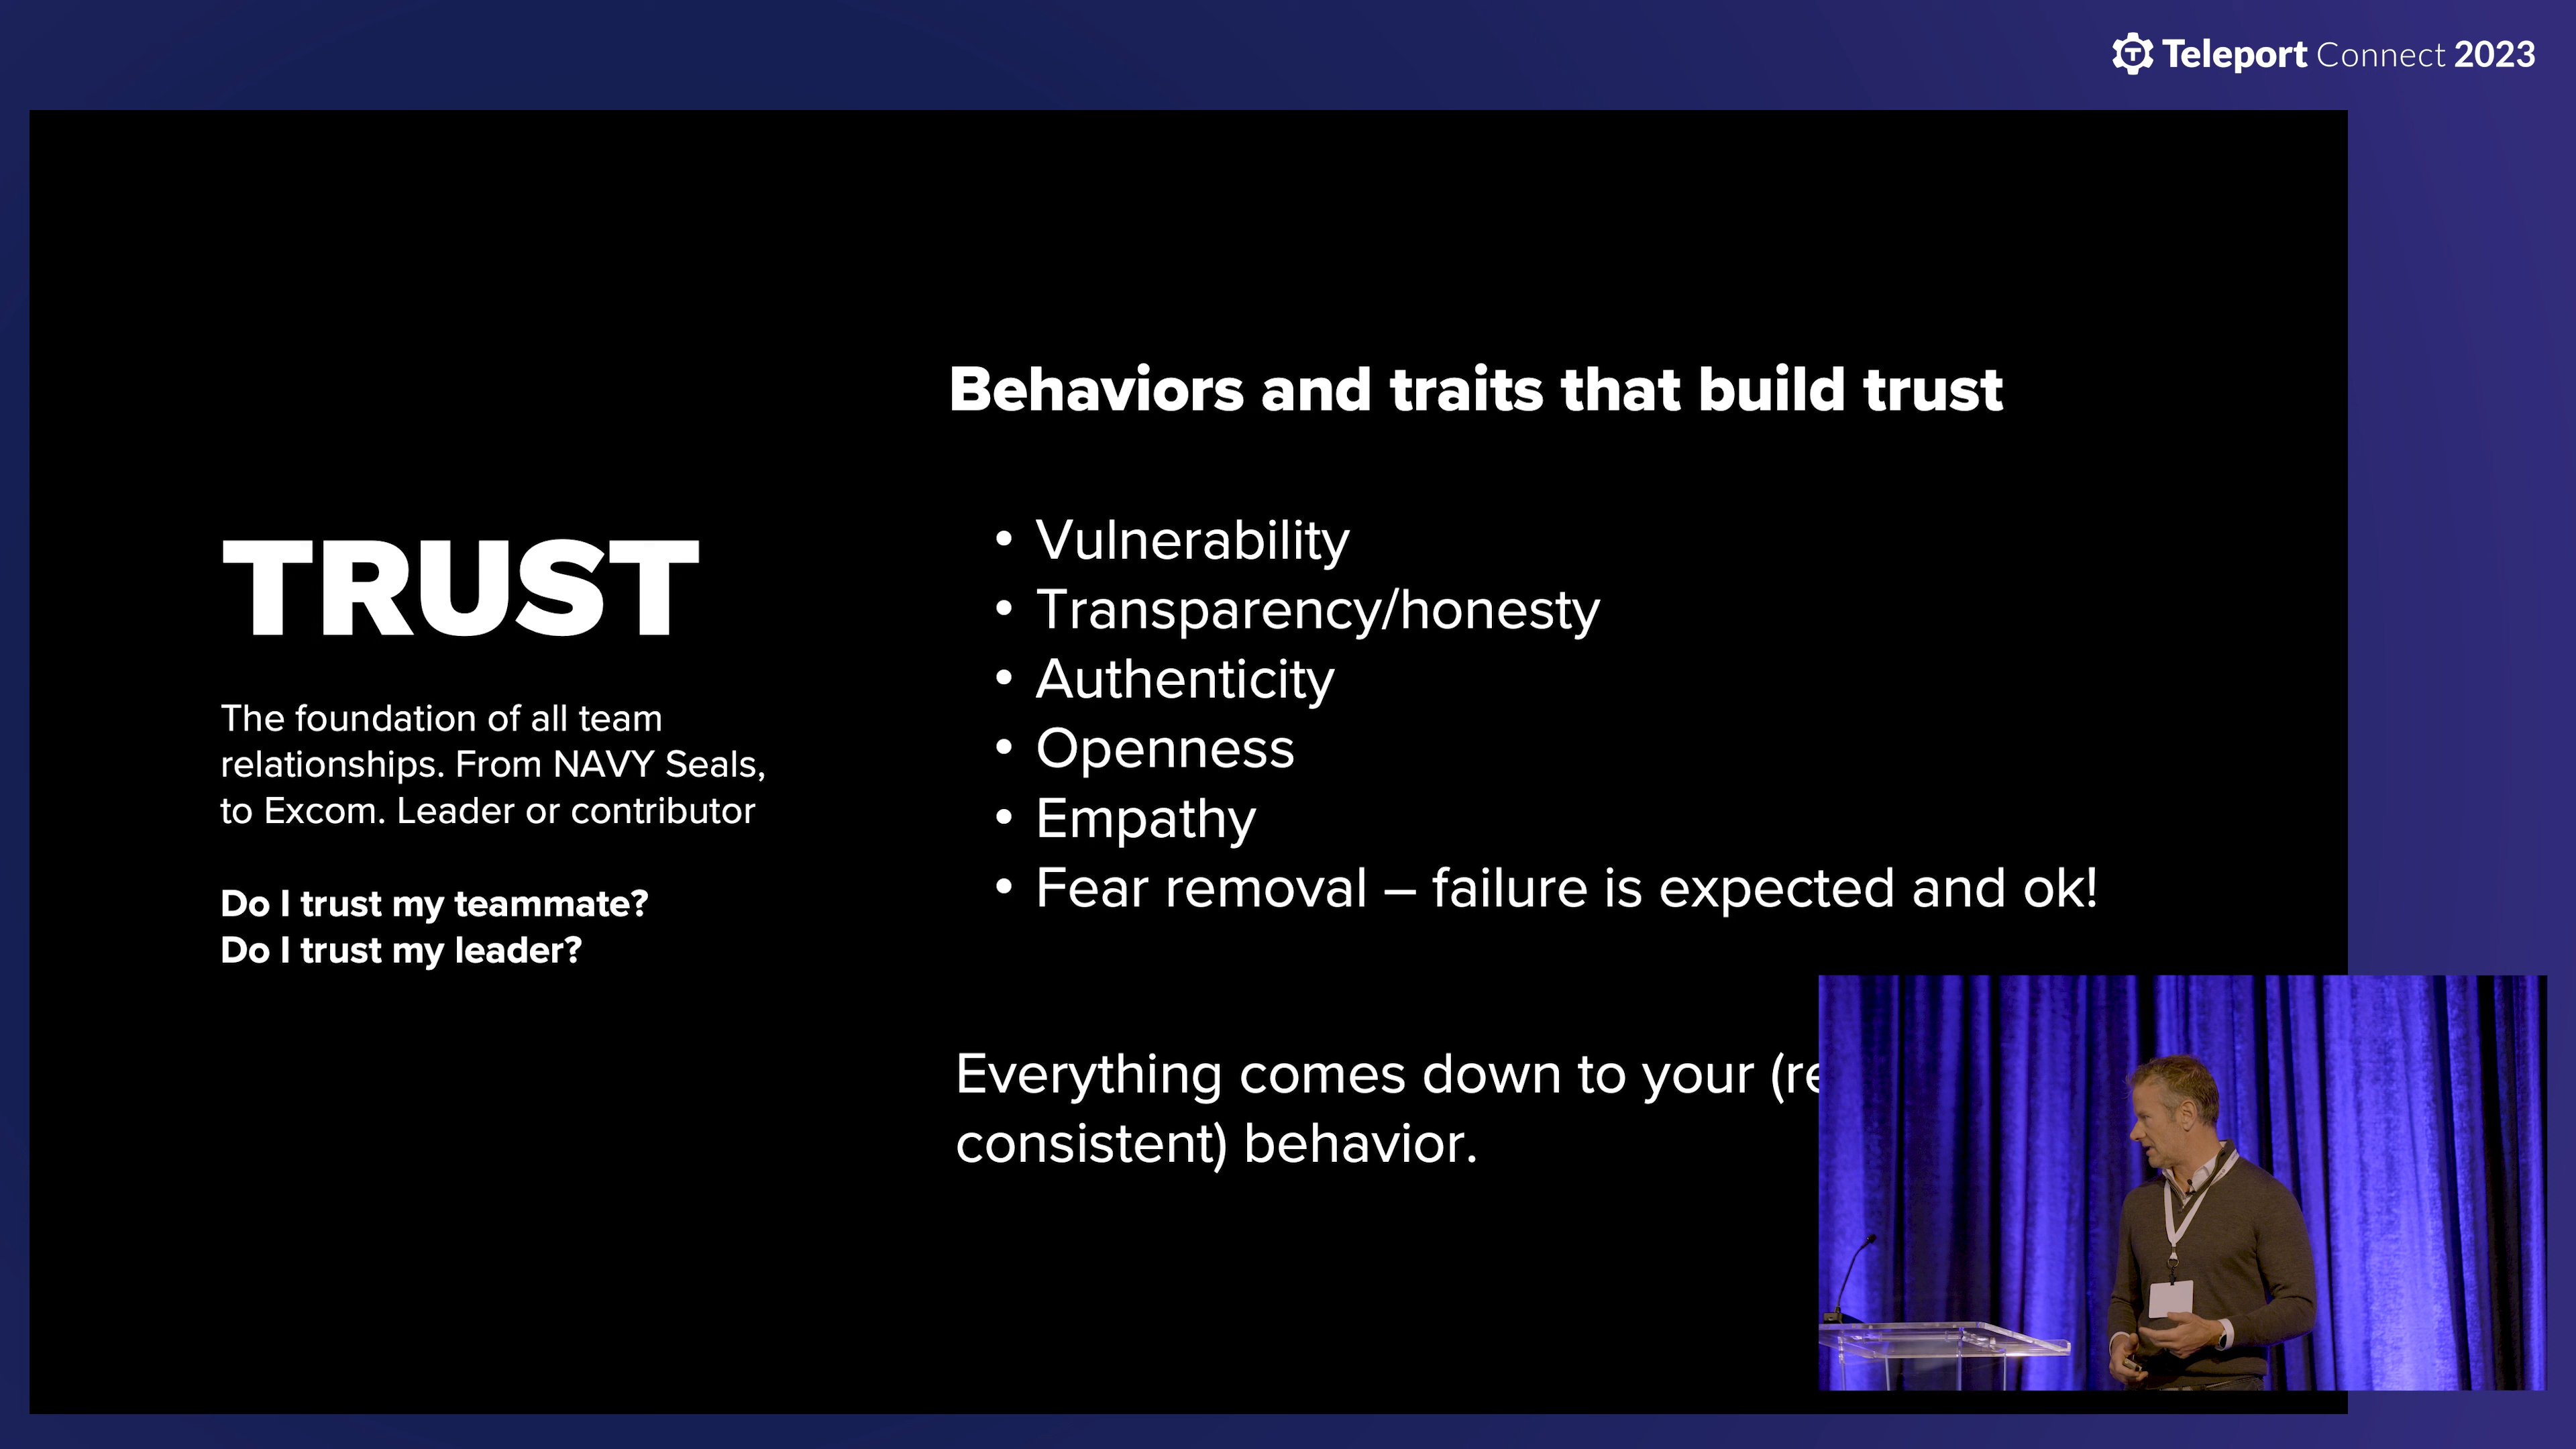 Teleport Connect 2023
TRUST
The foundation of all team
relationships. From NAVY Seals,
to Excom. Leader or contributor
Do I trust my teammate?
Do I trust my leader?
Behaviors and traits that build trust
• Vulnerability
• Transparency/honesty
• Authenticity
• Openness
• Empathy
• Fear removal – failure is expected and ok!
Everything comes down to your
consistent) behavior.